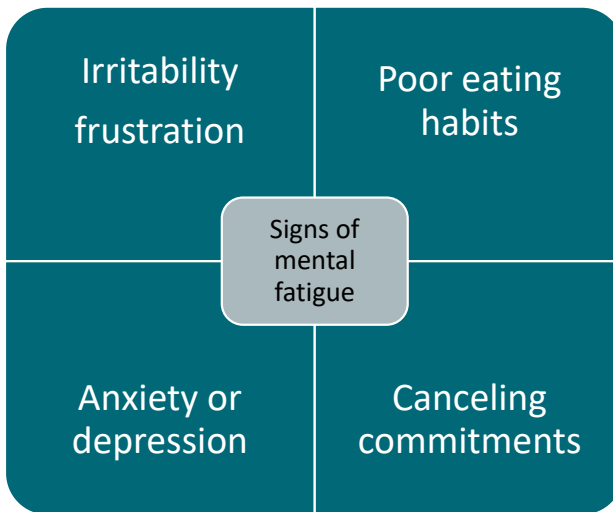 Irritability
frustration
Poor eating
habits
Signs of
mental
fatigue
Anxiety or
depression
Canceling
commitments